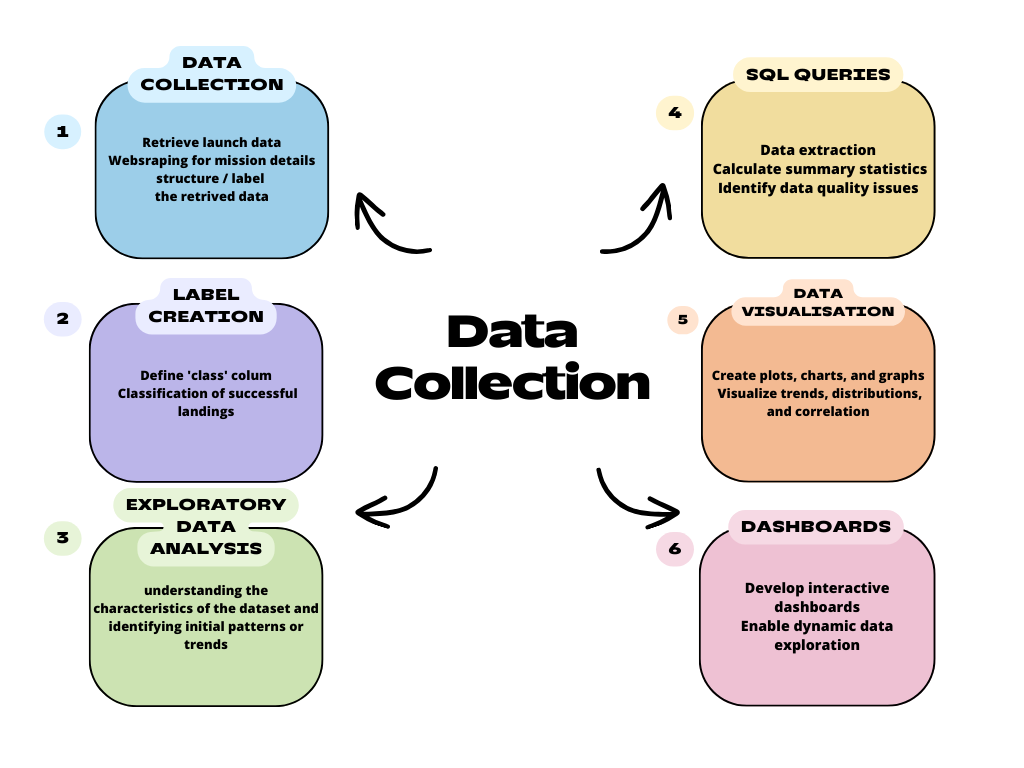 DATA
COLLECTION
1
Retrieve launch data
Websraping for mission details
structure / label
the retrived data
LABEL
CREATION
2
Define 'class' colum
Classification of successful
landings
EXPLORATORY
DATA
ANALYSIS
3
understanding the
characteristics of the dataset and
identifying initial patterns or
trends
Data
Collection
SQL QUERIES
4
Data extraction
Calculate summary statistics
Identify data quality issues
DATA
VISUALISATION
5
Create plots, charts, and graphs
Visualize trends, distributions,
and correlation
DASHBOARDS
6
Develop interactive
dashboards
Enable dynamic data
exploration